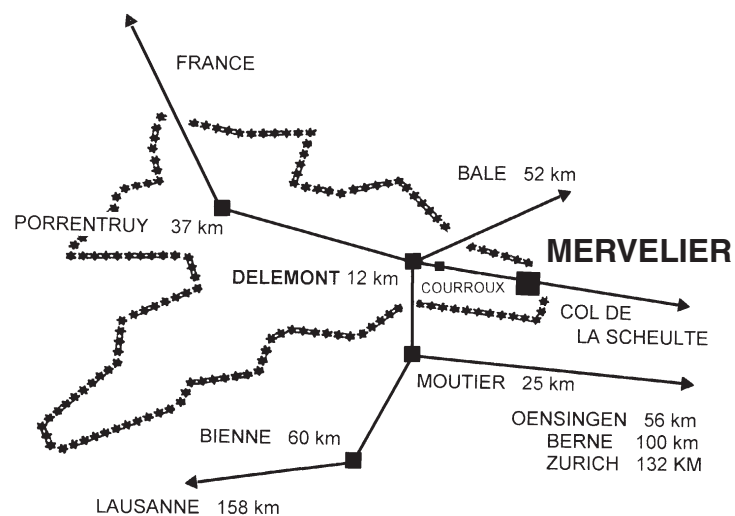 FRANCE
BALE 52 km
PORRENTRUY 37 km
MERVELIER
DELEMONT 12 km
COURROUX
COL DE
LA SCHEULTE
MOUTIER 25 km
OENSINGEN 56 km
BERNE 100 km
BIENNE 60 km
ZURICH 132 KM
LAUSANNE 158 km